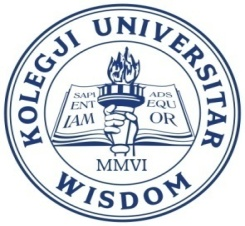 KOLEGJI UNIVERSITAR
SAPI ADS
ENT EQU
IAM OR
MMVI
WISDOM